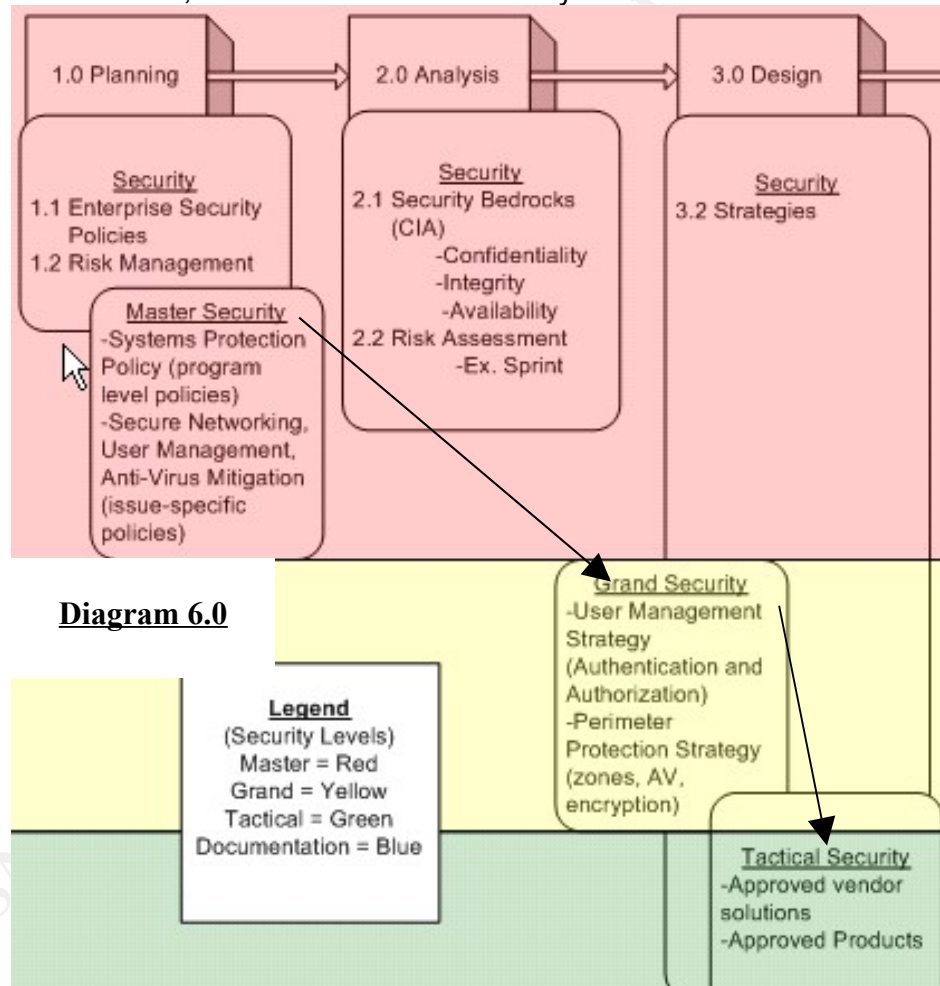 1.0 Planning
2.0 Analysis
3.0 Design
Security
1.1 Enterprise Security
Policies
1.2 Risk Management
Master Security
-Systems Protection
Policy (program
level policies)
-Secure Networking,
User Management,
Anti-Virus Mitigation
(issue-specific
policies)
Security
2.1 Security Bedrocks
(CIA)
-Confidentiality
-Integrity
-Availability
2.2 Risk Assessment
-Ex. Sprint
Security
3.2 Strategies
Diagram 6.0
Legend
(Security Levels)
Master = Red
Grand = Yellow
Tactical = Green
Documentation = Blue
Grand Security
-User Management
Strategy
(Authentication and
Authorization)
-Perimeter
Protection Strategy
(zones, AV,
encryption)
Tactical Security
-Approved vendor
solutions
-Approved Products